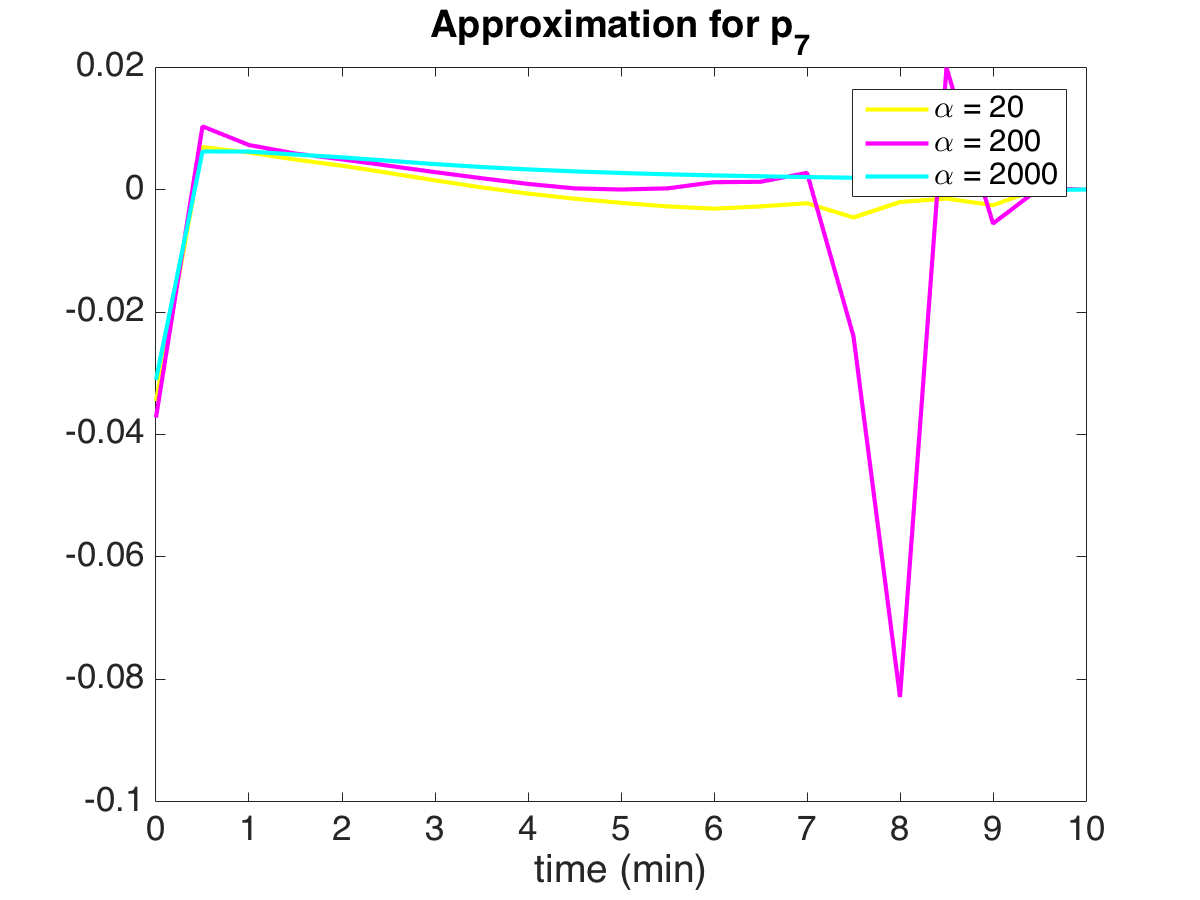 Approximation for p₇
0.02
0
-0.02
-0.04
-0.06
-0.08
-0.1
α = 20
α = 200
α = 2000
0 1 2 3 4 5 6 7 8 9 10
time (min)